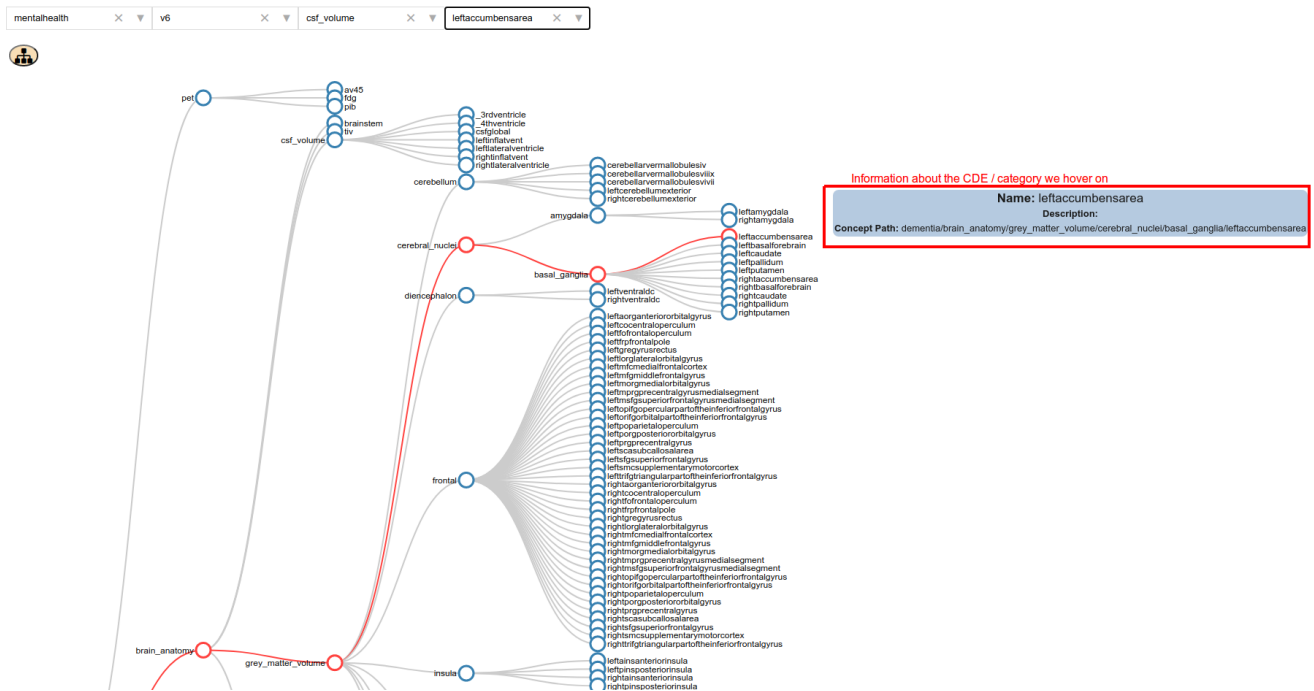 mentalhealth
v6
csf_volume
leftaccumbensarea
pet
av45
fdg
pib
brainstem
tiv
csf_volume
_3rdventricle
_4thventricle
csfglobal
leftinflatvent
leftlateralventricle
rightinflatvent
rightlateralventricle
cerebellum
cerebellarvermallobulesiv
cerebellarvermallobulesviiix
cerebellarvermallobulesvivii
leftcerebellumexterior
rightcerebellumexterior
Information about the CDE / category we hover on
Name: leftaccumbensarea
Description:
Concept Path: dementia/brain_anatomy/grey_matter_volume/cerebral_nuclei/basal_ganglia/leftaccumbensarea
amygdala
leftamygdala
rightamygdala
cerebral_nuclei
basal_ganglia
leftaccumbensarea
leftbasalforebrain
leftcaudate
leftpallidum
leftputamen
rightaccumbensarea
rightbasalforebrain
rightcaudate
rightpallidum
rightputamen
diencephalon
leftventraldc
rightventraldc
frontal
leftaorganteriororbitalgyrus
leftcocentraloperculum
leftfofrontaloperculum
leftfrpfrontalpole
leftgregyrusrectus
leftlorglateralorbitalgyrus
leftmfcmedialfrontalcortex
leftmfgmiddlefrontalgyrus
leftmorgmedialorbitalgyrus
leftmprgprecentralgyrusmedialsegment
leftmsfgsuperiorfrontalgyrusmedialsegment
leftopifgopercularpartoftheinferiorfrontalgyrus
leftorifgorbitalpartoftheinferiorfrontalgyrus
leftpoparietaloperculum
leftporgposteriororbitalgyrus
leftprgprecentralgyrus
leftscasubcallosalarea
leftsfgsuperiorfrontalgyrus
leftsmcsupplementarymotorcortex
lefttrifgtriangularpartoftheinferiorfrontalgyrus
rightaorganteriororbitalgyrus
rightcocentraloperculum
rightfofrontaloperculum
rightfrpfrontalpole
rightgregyrusrectus
rightlorglateralorbitalgyrus
rightmfcmedialfrontalcortex
rightmfgmiddlefrontalgyrus
rightmorgmedialorbitalgyrus
rightmprgprecentralgyrusmedialsegment
rightmsfgsuperiorfrontalgyrusmedialsegment
rightopifgopercularpartoftheinferiorfrontalgyrus
rightorifgorbitalpartoftheinferiorfrontalgyrus
rightpoparietaloperculum
rightporgposteriororbitalgyrus
rightprgprecentralgyrus
rightscasubcallosalarea
rightsfgsuperiorfrontalgyrus
rightsmcsupplementarymotorcortex
righttrifgtriangularpartoftheinferiorfrontalgyrus
brain_anatomy
grey_matter_volume
insula
leftainsanteriorinsula
leftpinsposteriorinsula
rightainsanteriorinsula
rightpinsposteriorinsula